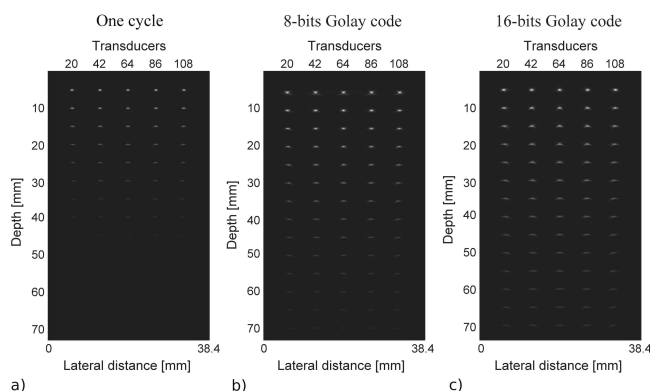 One cycle
Transducers
20 42 64 86 108
10
20
30
40
50
60
70
Depth [mm]
0 38.4
Lateral distance [mm]
a)
8-bits Golay code
Transducers
20 42 64 86 108
10
20
30
40
50
60
70
Depth [mm]
0 38.4
Lateral distance [mm]
b)
16-bits Golay code
Transducers
20 42 64 86 108
10
20
30
40
50
60
70
Depth [mm]
0 38.4
Lateral distance [mm]
c)